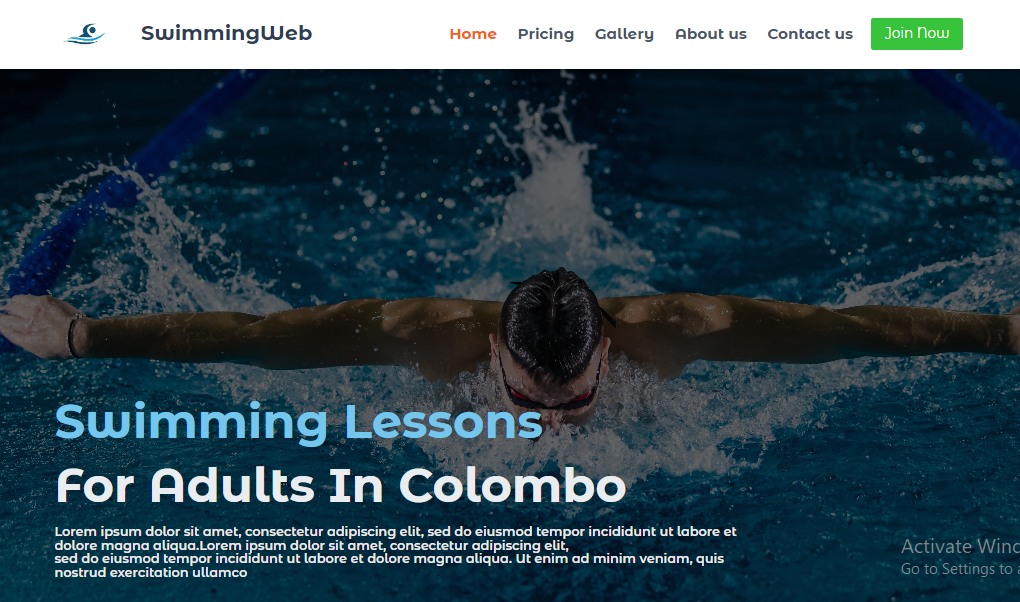 SwimmingWeb
Home Pricing Gallery About us Contact us Join Now
Swimming Lessons
For Adults In Colombo
Lorem ipsum dolor sit amet, consectetur adipiscing elit, sed do eiusmod tempor incididunt ut labore et
dolore magna aliqua.Lorem ipsum dolor sit amet, consectetur adipiscing elit,
sed do eiusmod tempor incididunt ut labore et dolore magna aliqua. Ut enim ad minim veniam, quis
nostrud exercitation ullamco
Activate Wind
Go to Settings to a